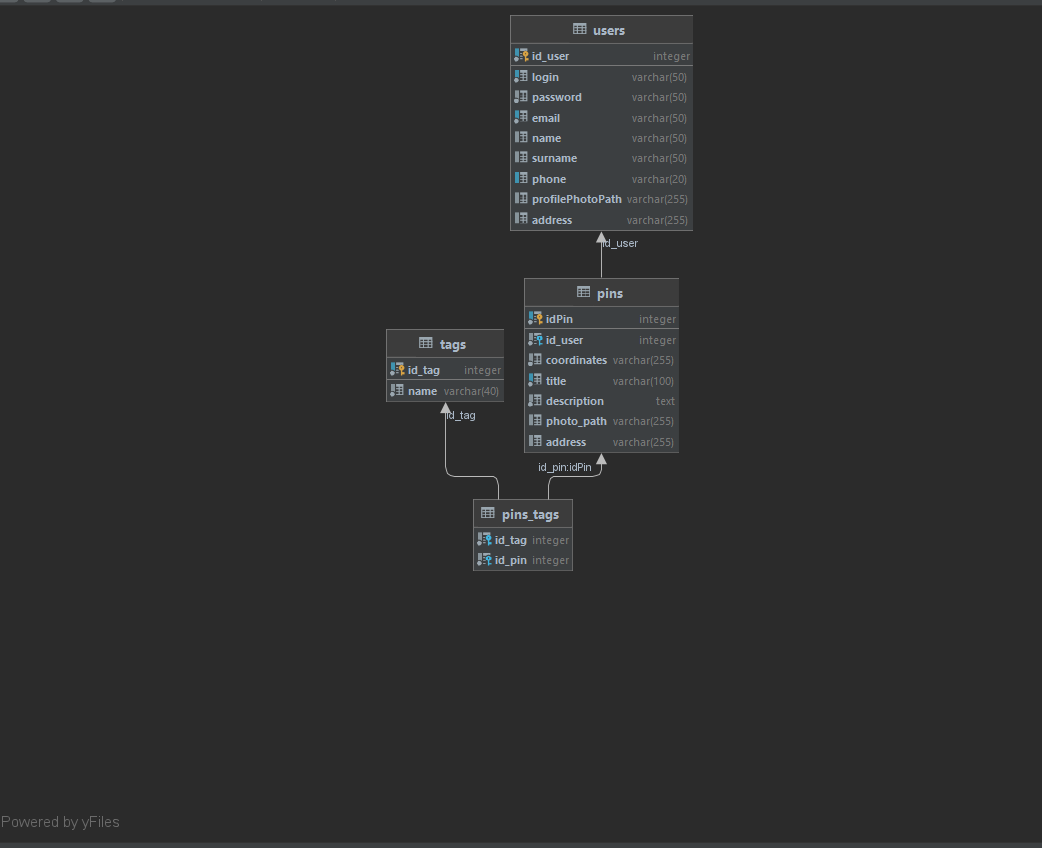 users
id_user integer
login varchar(50)
password varchar(50)
email varchar(50)
name varchar(50)
surname varchar(50)
phone varchar(20)
profilePhotoPath varchar(255)
address varchar(255)
id_user
pins
idPin integer
id_user integer
coordinates varchar(255)
title varchar(100)
description text
photo_path varchar(255)
address varchar(255)
tags
id_tag integer
name varchar(40)
id_tag
id_pin:idPin
pins_tags
id_tag integer
id_pin integer
Powered by yFiles